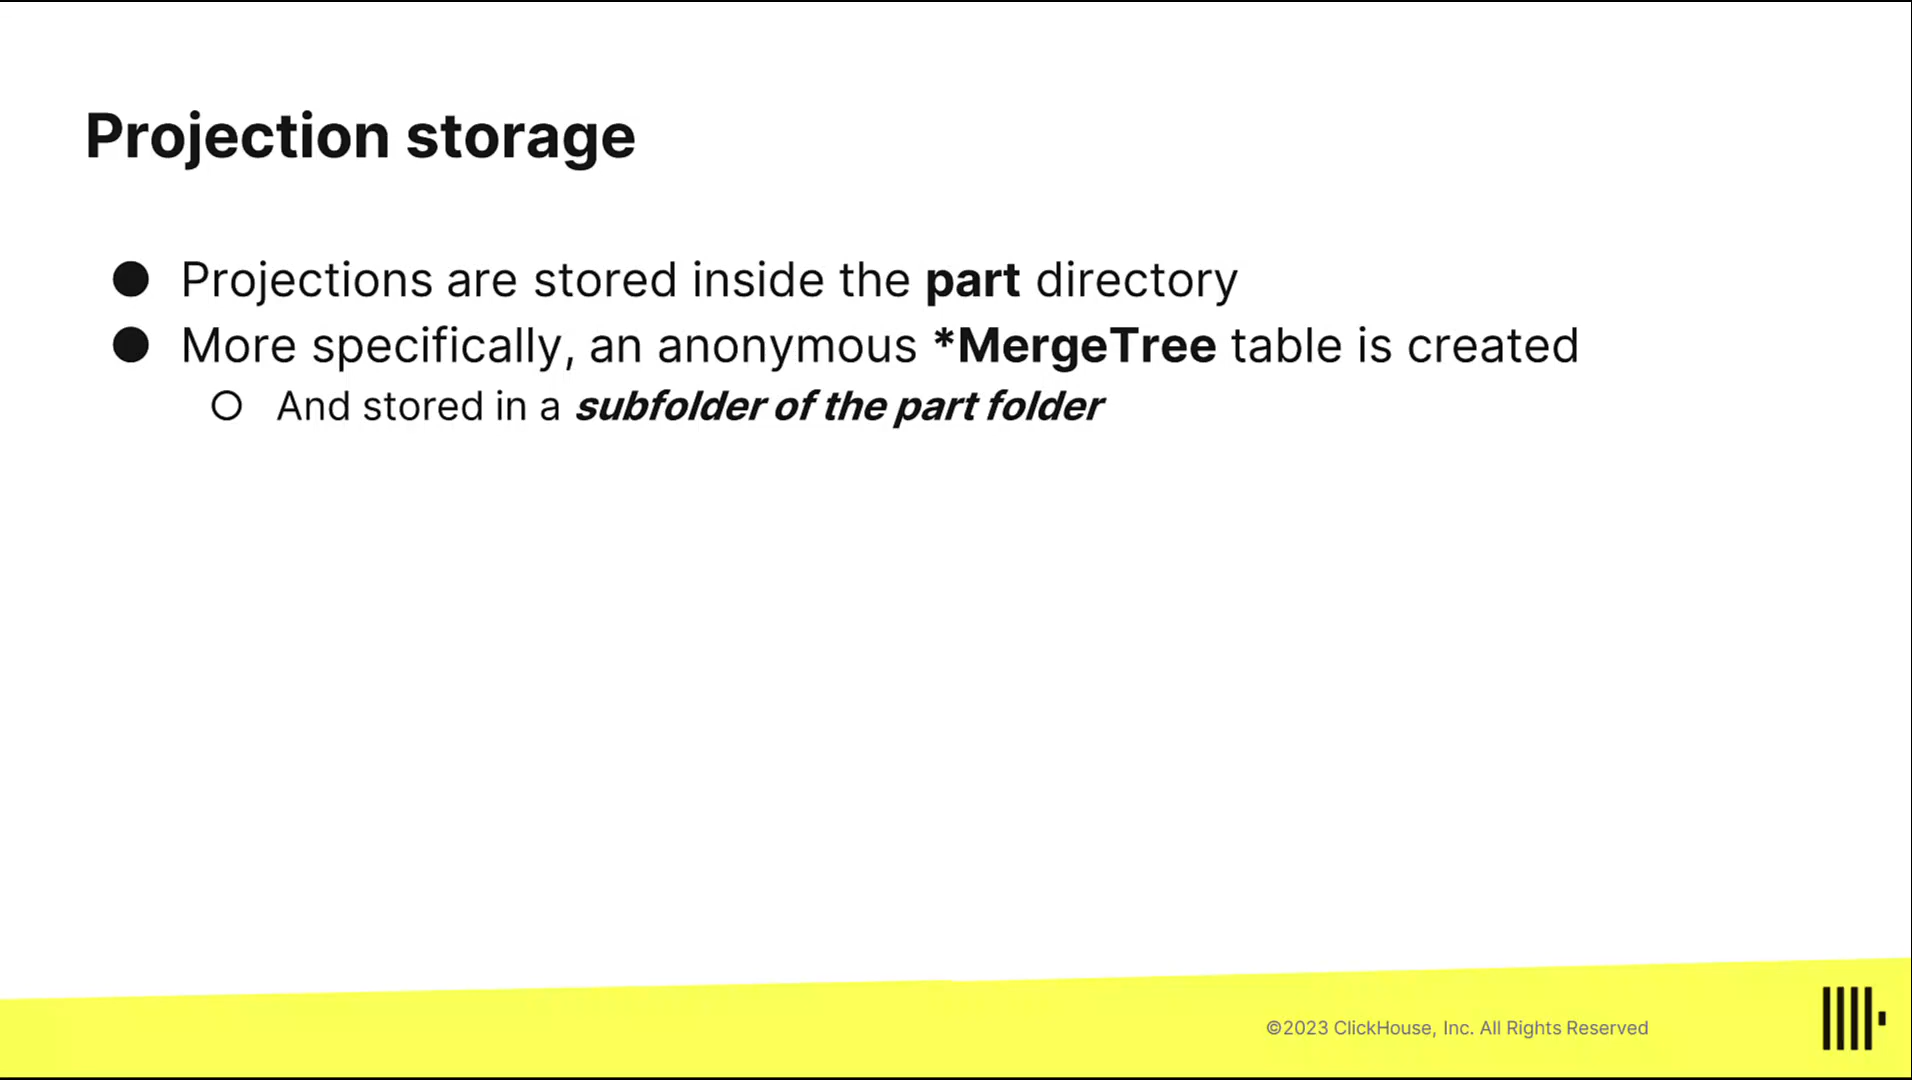 Projection storage
● Projections are stored inside the part directory
● More specifically, an anonymous *MergeTree table is created
○ And stored in a subfolder of the part folder
©2023 ClickHouse, Inc. All Rights Reserved